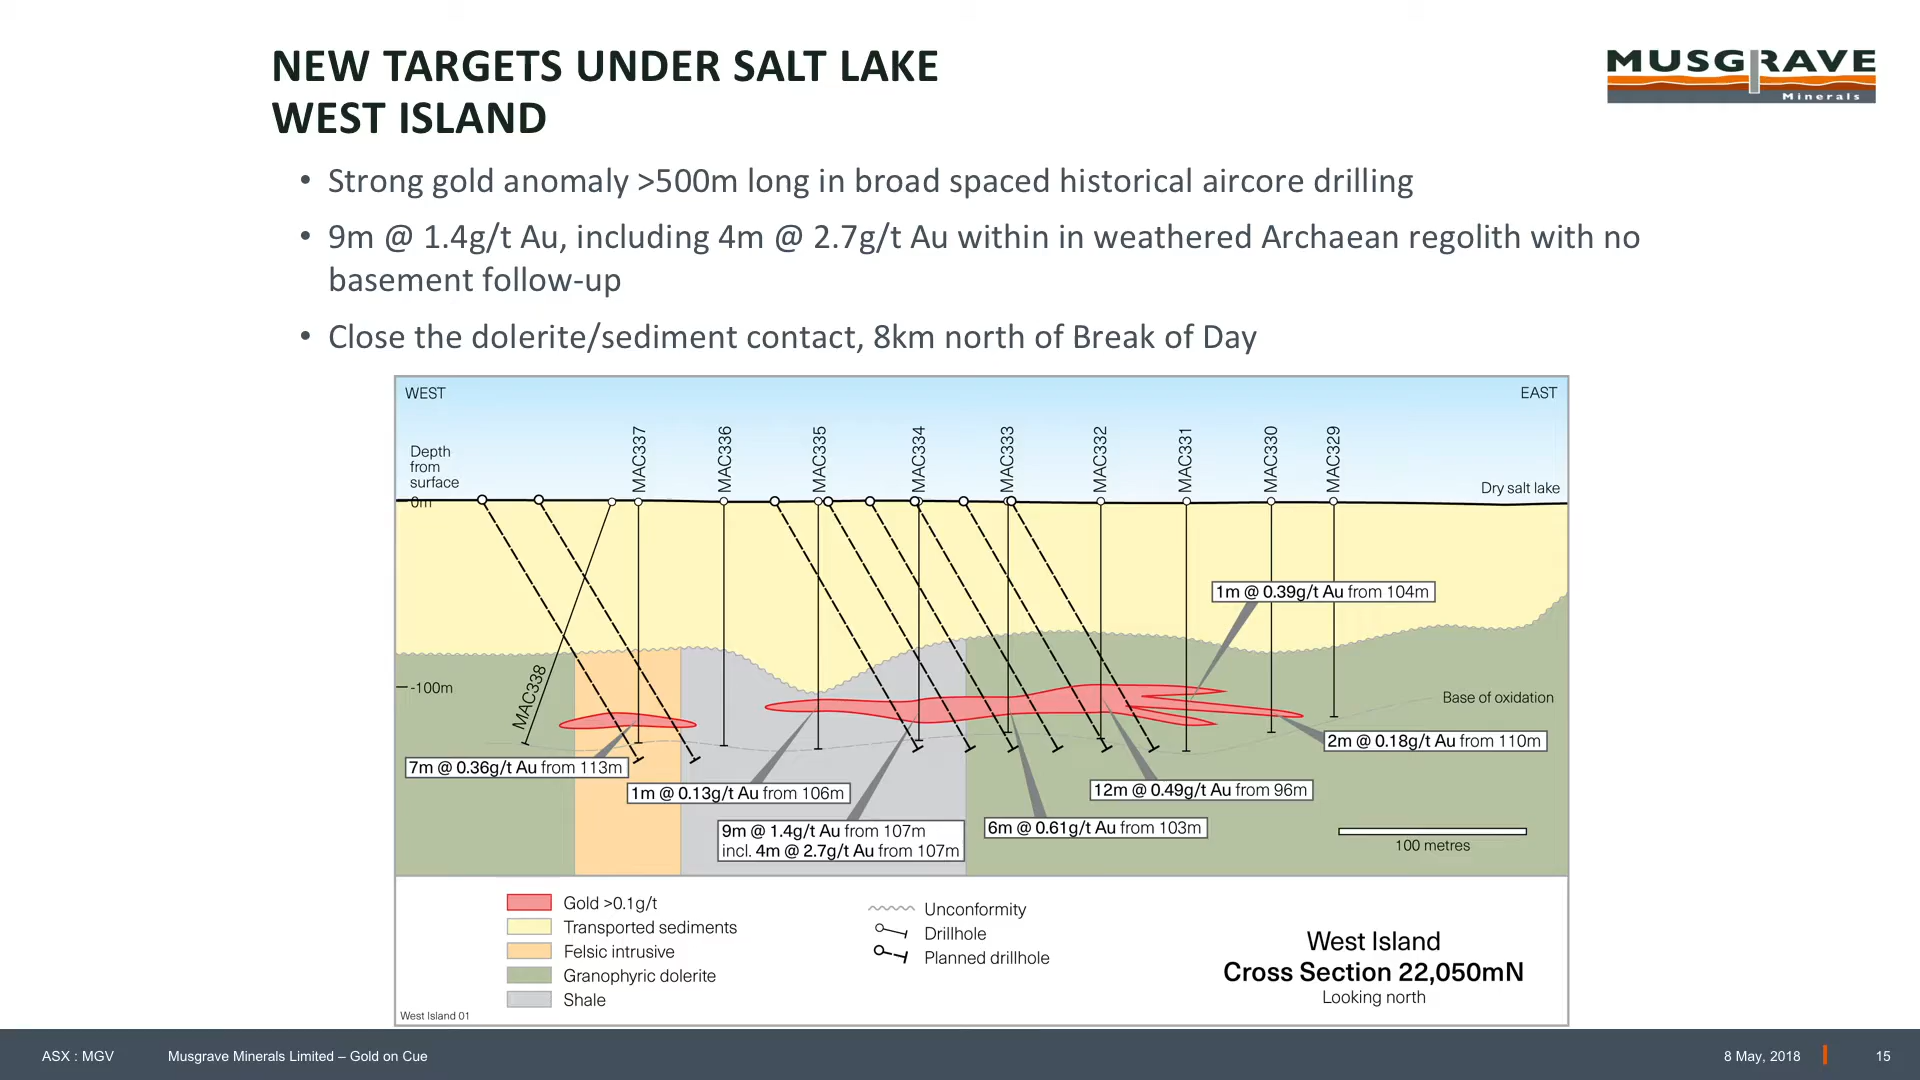 NEW TARGETS UNDER SALT LAKE
WEST ISLAND
MUSGRAVE
Minerals
• Strong gold anomaly >500m long in broad spaced historical aircore drilling
• 9m @ 1.4g/t Au, including 4m @ 2.7g/t Au within in weathered Archaean regolith with no
basement follow-up
• Close the dolerite/sediment contact, 8km north of Break of Day
WEST
EAST
Depth
from
surface
0m
MAC337
MAC336
MAC335
MAC334
MAC333
MAC332
MAC331
MAC330
MAC329
Dry salt lake
1m @ 0.39g/t Au from 104m
-100m
MAC338
Base of oxidation
2m @ 0.18g/t Au from 110m
7m @ 0.36g/t Au from 113m
1m @ 0.13g/t Au from 106m
12m @ 0.49g/t Au from 96m
9m @ 1.4g/t Au from 107m
incl. 4m @ 2.7g/t Au from 107m
6m @ 0.61g/t Au from 103m
100 metres
Gold >0.1g/t
Transported sediments
Felsic intrusive
Granophyric dolerite
Shale
Unconformity
Drillhole
Planned drillhole
West Island
Cross Section 22,050mN
Looking north
West Island 01
ASX : MGV
Musgrave Minerals Limited – Gold on Cue
8 May, 2018
15